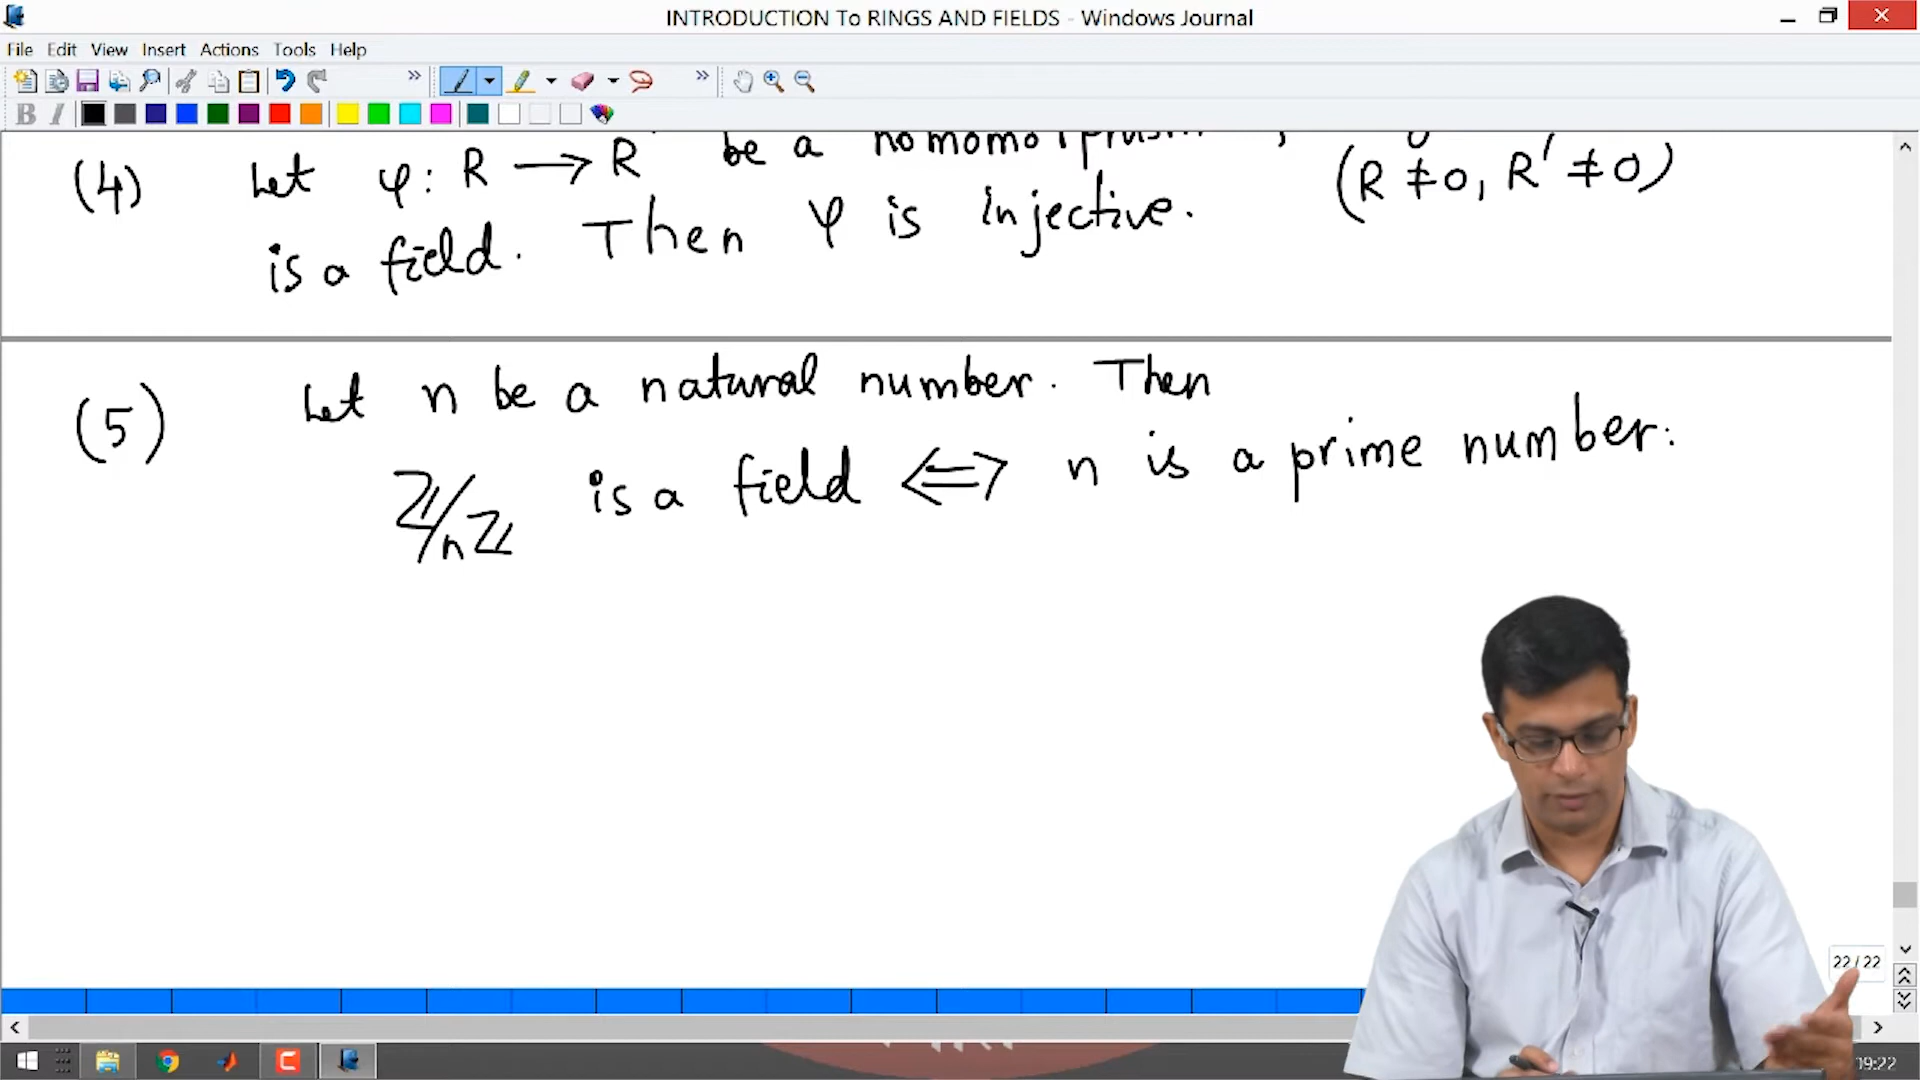 INTRODUCTION To RINGS AND FIELDS - Windows Journal
File Edit View Insert Actions Tools Help
B I
(4) Let φ: R → R be a homomorphism (R ≠ 0, R' ≠ 0)
is a field. Then φ is injective.
(5) Let n be a natural number. Then
ℤ/nℤ is a field ⇔ n is a prime number.
22 / 22
09:22